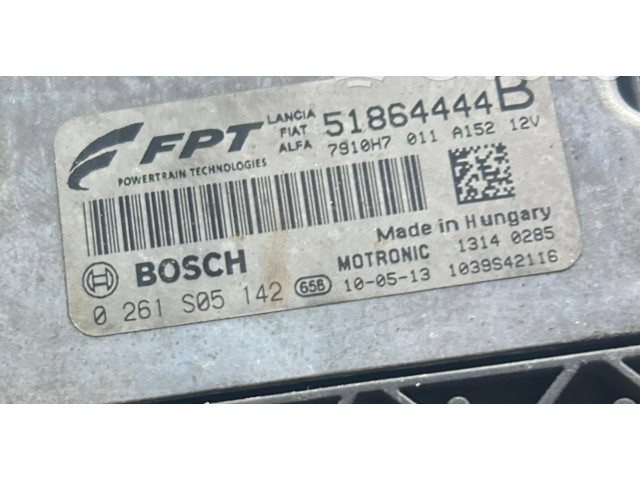 FPT
POWERTRAIN TECHNOLOGIES
LANCIA
FIAT
ALFA
51864444B
7910H7 011 A152 12V
Made in Hungary
BOSCH
MOTRONIC 1314 0285
0 261 S05 142 65B 10-05-13 1039S42116